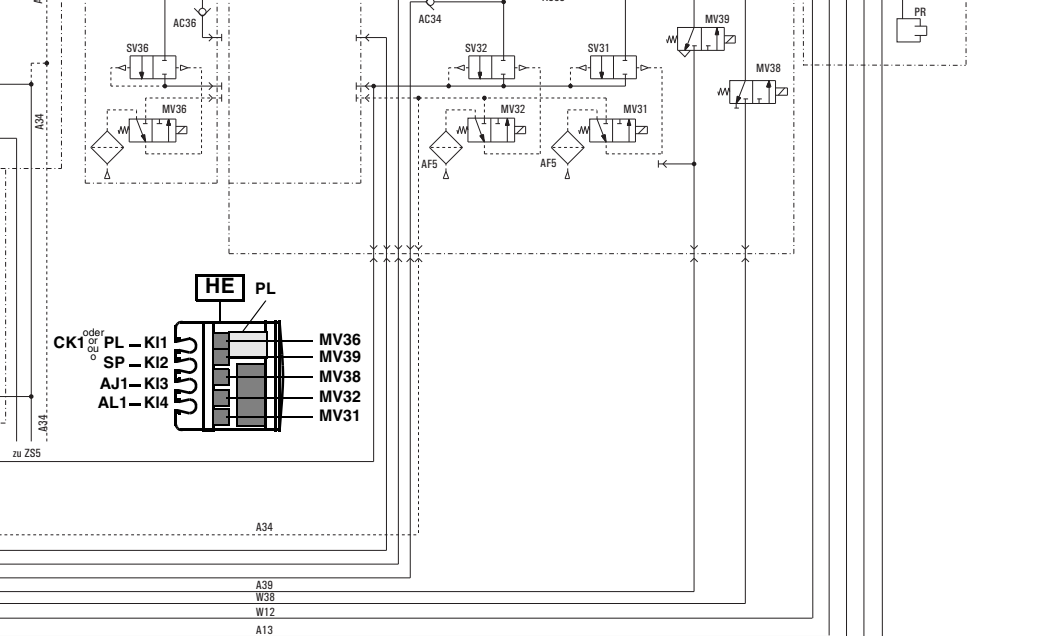 AC36
AC34
MV39
PR
SV36
SV32
SV31
MV38
A34
MV36
MV32
MV31
AF5
AF5
HE
PL
CK1 oder or ou o PL – KI1
SP – KI2
AJ1 – KI3
AL1 – KI4
MV36
MV39
MV38
MV32
MV31
A34
zu ZS5
A34
A39
W38
W12
A13